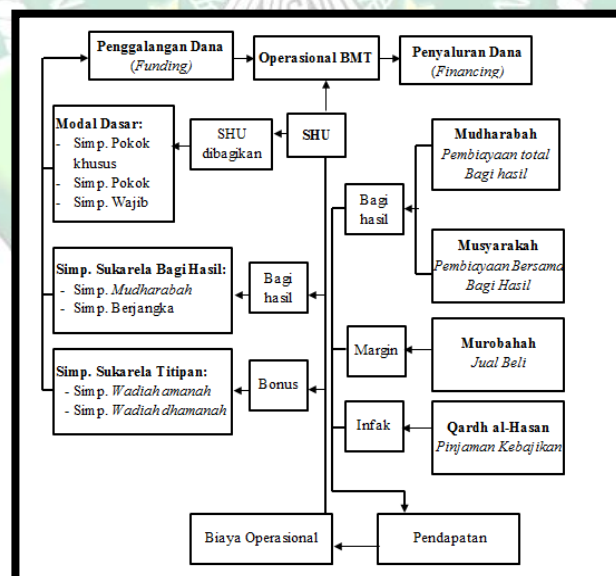 Penggalangan Dana
(Funding)
Operasional BMT
Penyaluran Dana
(Financing)
Modal Dasar:
- Simp. Pokok
khusus
- Simp. Pokok
- Simp. Wajib
SHU
dibagikan
SHU
Mudharabah
Pembiayaan total
Bagi hasil
Bagi
hasil
Musyarakah
Pembiayaan Bersama
Bagi Hasil
Simp. Sukarela Bagi Hasil:
- Simp. Mudharabah
- Simp. Berjangka
Bagi
hasil
Margin
Murobahah
Jual Beli
Simp. Sukarela Titipan:
- Simp. Wadiah amanah
- Simp. Wadiah dhamanah
Bonus
Infak
Qardh al-Hasan
Pinjaman Kebajikan
Biaya Operasional
Pendapatan